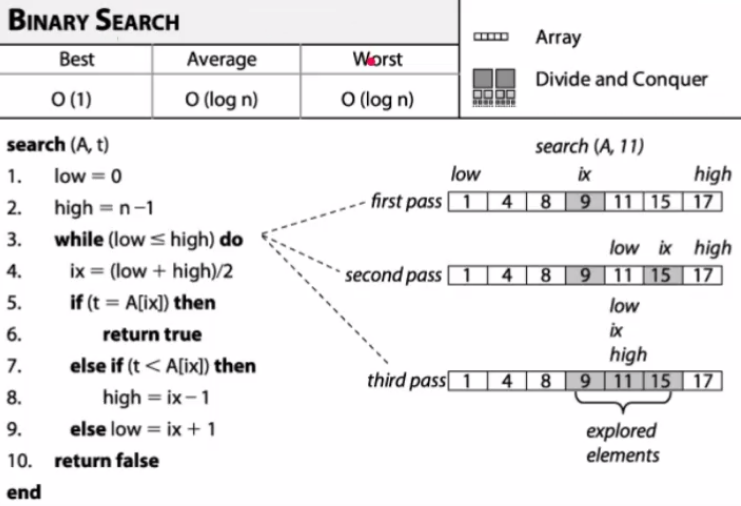 BINARY SEARCH
Best Average Worst
O (1) O (log n) O (log n)
Array
Divide and Conquer
search (A, t)
1. low = 0
2. high = n−1
3. while (low ≤ high) do
4. ix = (low + high)/2
5. if (t = A[ix]) then
6. return true
7. else if (t < A[ix]) then
8. high = ix − 1
9. else low = ix + 1
10. return false
end
search (A, 11)
low ix high
first pass 1 4 8 9 11 15 17
low ix high
second pass 1 4 8 9 11 15 17
low
ix
high
third pass 1 4 8 9 11 15 17
explored
elements